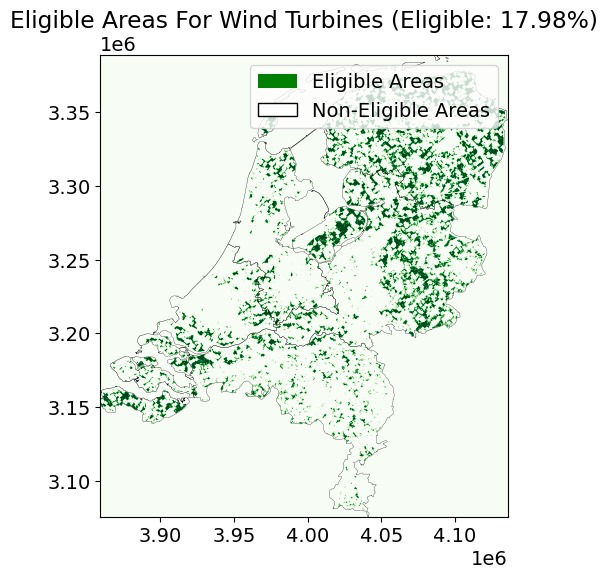 Eligible Areas For Wind Turbines (Eligible: 17.98%)
1e6
Eligible Areas
Non-Eligible Areas
3.35
3.30
3.25
3.20
3.15
3.10
3.90 3.95 4.00 4.05 4.10
1e6